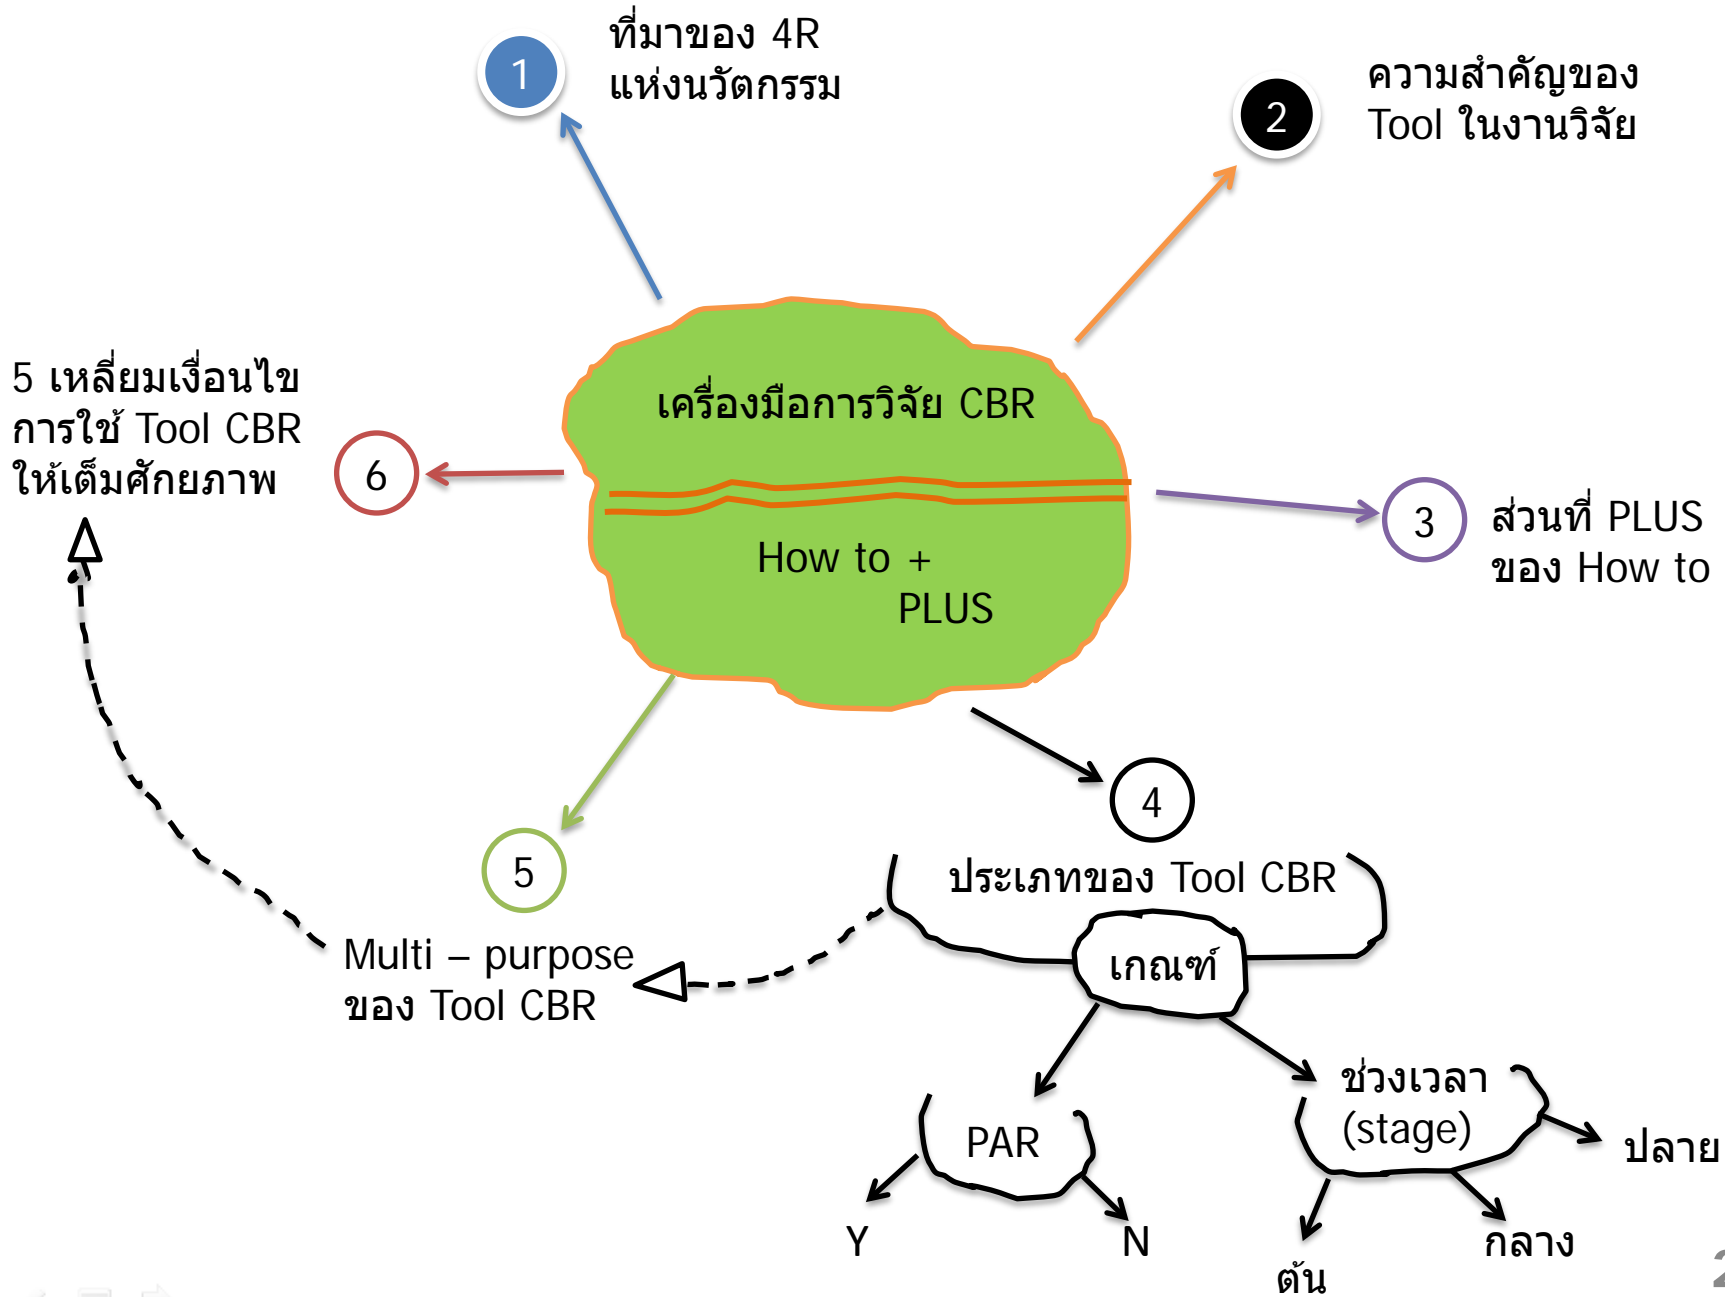 1
ที่มาของ 4R
แห่งนวัตกรรม
2
ความสำคัญของ
Tool ในงานวิจัย
เครื่องมือการวิจัย CBR
How to +
PLUS
3
ส่วนที่ PLUS
ของ How to
4
ประเภทของ Tool CBR
เกณฑ์
PAR
Y
N
ช่วงเวลา
(stage)
ต้น
กลาง
ปลาย
5
Multi – purpose
ของ Tool CBR
6
5 เหลี่ยมเงื่อนไข
การใช้ Tool CBR
ให้เต็มศักยภาพ